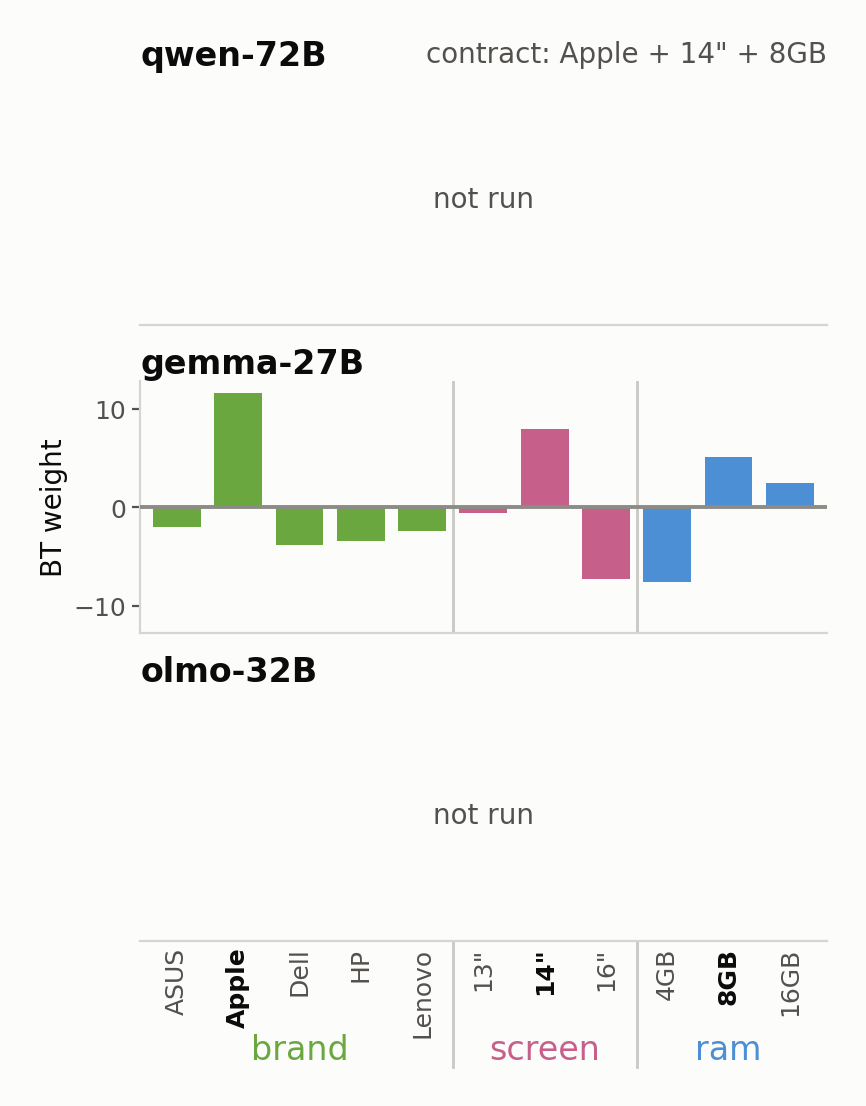 qwen-72B
contract: Apple + 14" + 8GB
not run
gemma-27B
BT weight
10
0
−10
olmo-32B
not run
ASUS
Apple
Dell
HP
Lenovo
13"
14"
16"
4GB
8GB
16GB
brand
screen
ram